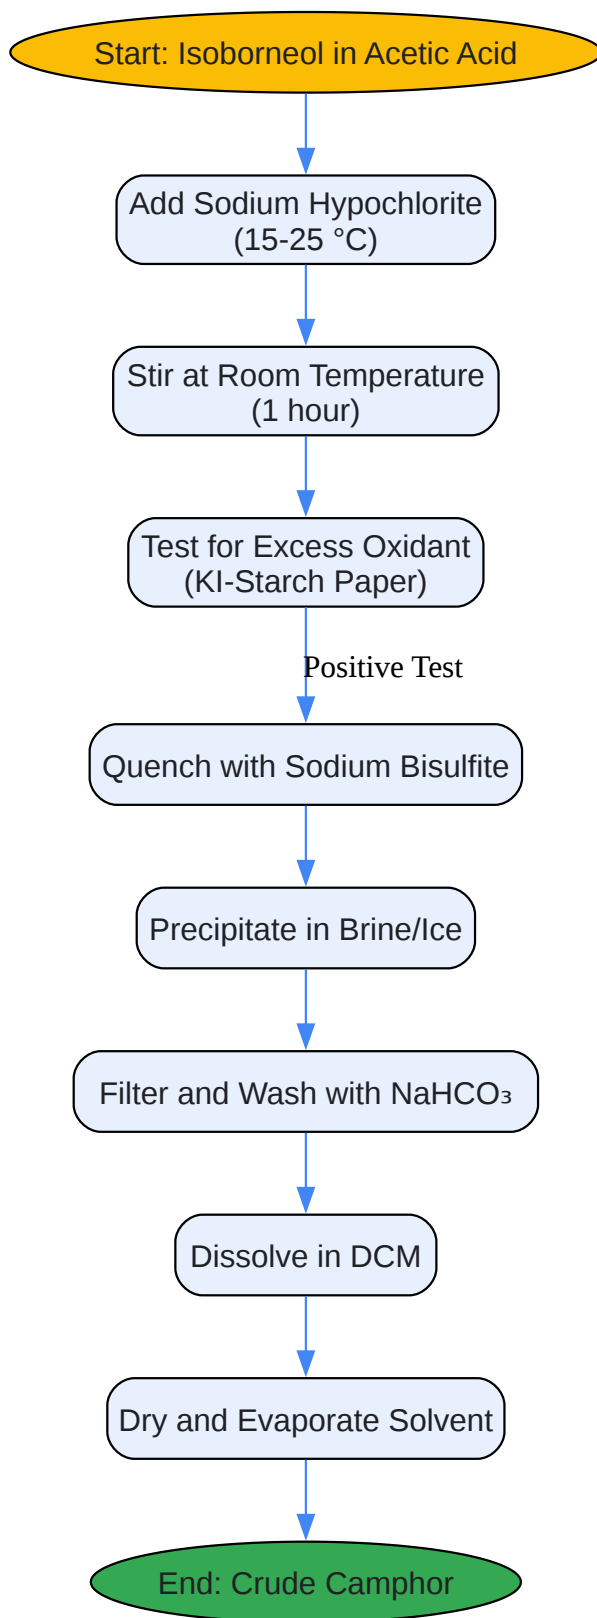 Start: Isoborneol in Acetic Acid
Add Sodium Hypochlorite
(15-25 °C)
Stir at Room Temperature
(1 hour)
Test for Excess Oxidant
(KI-Starch Paper)
Positive Test
Quench with Sodium Bisulfite
Precipitate in Brine/Ice
Filter and Wash with NaHCO₃
Dissolve in DCM
Dry and Evaporate Solvent
End: Crude Camphor